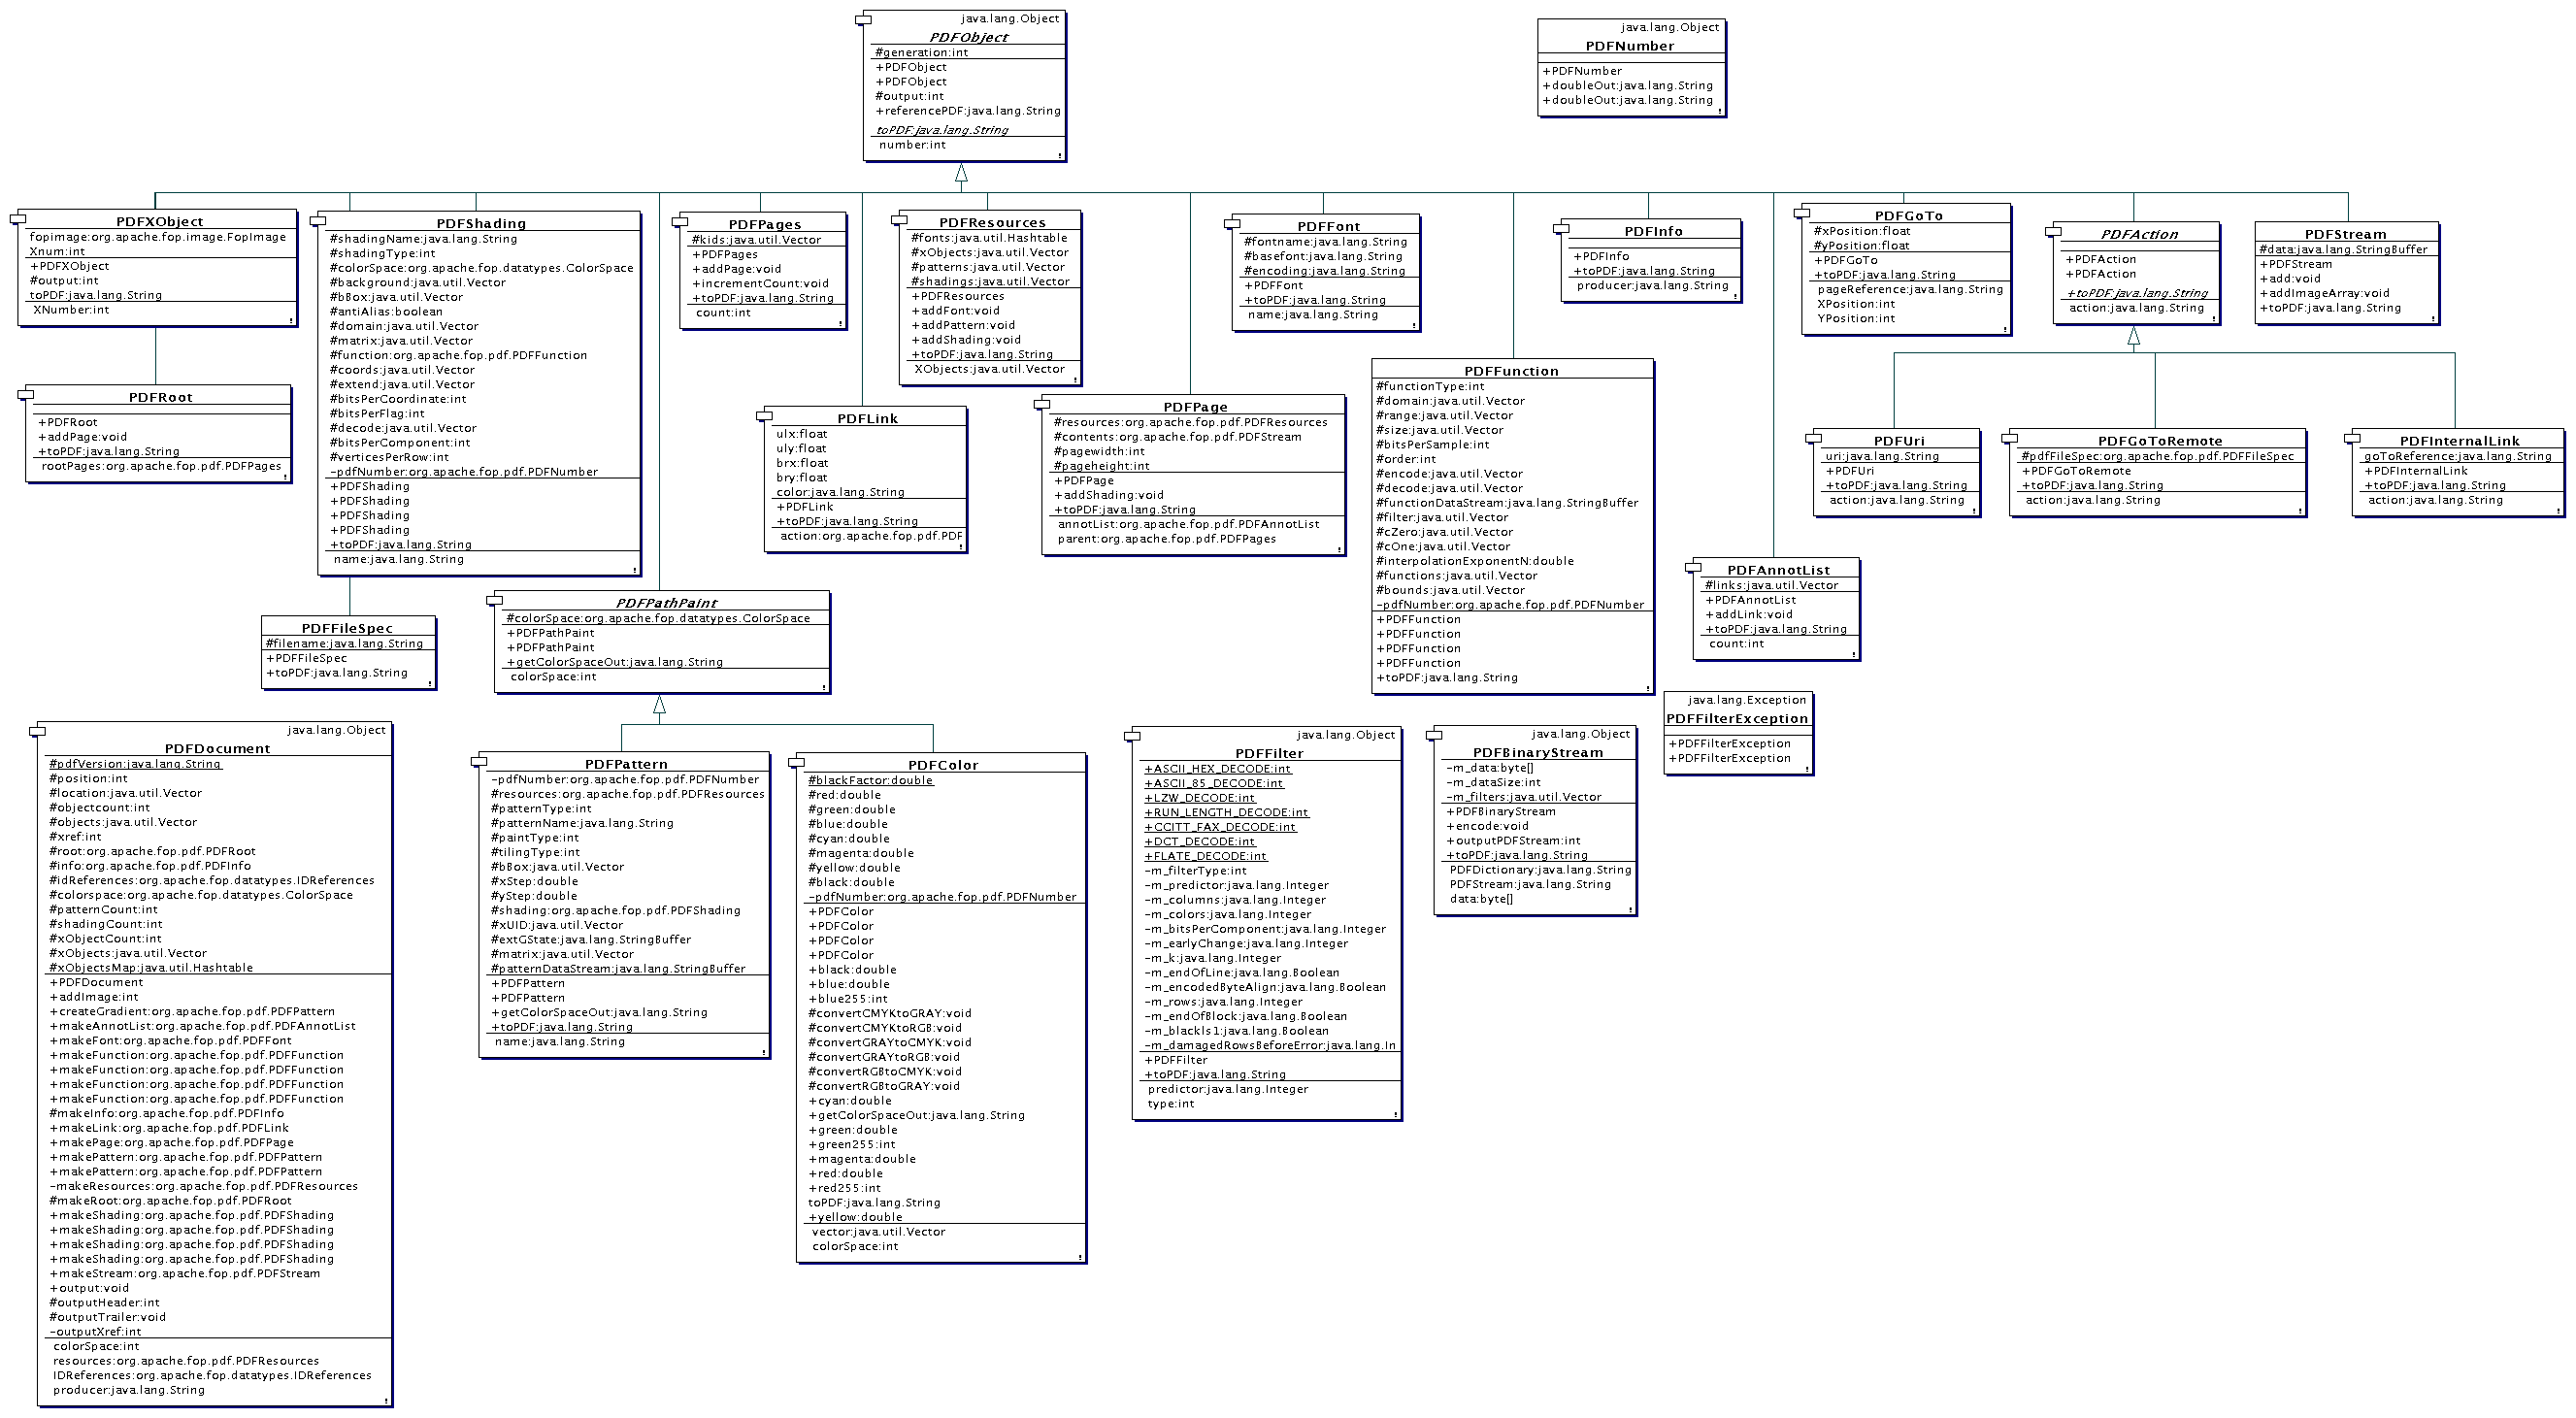 java.lang.Object
PDFObject
#generation:int
+PDFObject
+PDFObject
#output:int
+referencePDF:java.lang.String
toPDF:java.lang.String
number:int
java.lang.Object
PDFNumber
+PDFNumber
+doubleOut:java.lang.String
+doubleOut:java.lang.String
PDFXObject
fopimage:org.apache.fop.image.FopImage
Xnum:int
+PDFXObject
#output:int
toPDF:java.lang.String
XNumber:int
PDFShading
#shadingName:java.lang.String
#shadingType:int
#colorSpace:org.apache.fop.datatypes.ColorSpace
#background:java.util.Vector
#bBox:java.util.Vector
#antiAlias:boolean
#domain:java.util.Vector
#matrix:java.util.Vector
#function:org.apache.fop.pdf.PDFFunction
#coords:java.util.Vector
#extend:java.util.Vector
#bitsPerCoordinate:int
#bitsPerFlag:int
#decode:java.util.Vector
#bitsPerComponent:int
#verticesPerRow:int
-pdfNumber:org.apache.fop.pdf.PDFNumber
+PDFShading
+PDFShading
+PDFShading
+PDFShading
+toPDF:java.lang.String
name:java.lang.String
PDFPages
#kids:java.util.Vector
+PDFPages
+addPage:void
+incrementCount:void
+toPDF:java.lang.String
count:int
PDFResources
#fonts:java.util.Hashtable
#xObjects:java.util.Vector
#patterns:java.util.Vector
#shadings:java.util.Vector
+PDFResources
+addFont:void
+addPattern:void
+addShading:void
+toPDF:java.lang.String
XObjects:java.util.Vector
PDFFont
#fontname:java.lang.String
#basefont:java.lang.String
#encoding:java.lang.String
+PDFFont
+toPDF:java.lang.String
name:java.lang.String
PDFInfo
+PDFInfo
+toPDF:java.lang.String
producer:java.lang.String
PDFGoTo
#xPosition:float
#yPosition:float
+PDFGoTo
+toPDF:java.lang.String
pageReference:java.lang.String
XPosition:int
YPosition:int
PDFAction
+PDFAction
+PDFAction
+toPDF:java.lang.String
action:java.lang.String
PDFStream
#data:java.lang.StringBuffer
+PDFStream
+add:void
+addImageArray:void
+toPDF:java.lang.String
PDFRoot
+PDFRoot
+addPage:void
+toPDF:java.lang.String
rootPages:org.apache.fop.pdf.PDFPages
PDFLink
ulx:float
uly:float
brx:float
bry:float
color:java.lang.String
+PDFLink
+toPDF:java.lang.String
action:org.apache.fop.pdf.PDF
PDFPage
#resources:org.apache.fop.pdf.PDFResources
#contents:org.apache.fop.pdf.PDFStream
#pagewidth:int
#pageheight:int
+PDFPage
+addShading:void
+toPDF:java.lang.String
annotList:org.apache.fop.pdf.PDFAnnotList
parent:org.apache.fop.pdf.PDFPages
PDFFunction
#functionType:int
#domain:java.util.Vector
#range:java.util.Vector
#size:java.util.Vector
#bitsPerSample:int
#order:int
#encode:java.util.Vector
#decode:java.util.Vector
#functionDataStream:java.lang.StringBuffer
#filter:java.util.Vector
#cZero:java.util.Vector
#cOne:java.util.Vector
#interpolationExponentN:double
#functions:java.util.Vector
#bounds:java.util.Vector
-pdfNumber:org.apache.fop.pdf.PDFNumber
+PDFFunction
+PDFFunction
+PDFFunction
+PDFFunction
+toPDF:java.lang.String
PDFUri
uri:java.lang.String
+PDFUri
+toPDF:java.lang.String
action:java.lang.String
PDFGoToRemote
#pdfFileSpec:org.apache.fop.pdf.PDFFileSpec
+PDFGoToRemote
+toPDF:java.lang.String
action:java.lang.String
PDFInternalLink
goToReference:java.lang.String
+PDFInternalLink
+toPDF:java.lang.String
action:java.lang.String
PDFAnnotList
#links:java.util.Vector
+PDFAnnotList
+addLink:void
+toPDF:java.lang.String
count:int
PDFFileSpec
#filename:java.lang.String
+PDFFileSpec
+toPDF:java.lang.String
PDFPathPaint
#colorSpace:org.apache.fop.datatypes.ColorSpace
+PDFPathPaint
+PDFPathPaint
+getColorSpaceOut:java.lang.String
colorSpace:int
java.lang.Exception
PDFFilterException
+PDFFilterException
+PDFFilterException
java.lang.Object
PDFDocument
#pdfVersion:java.lang.String
#position:int
#location:java.util.Vector
#objectcount:int
#objects:java.util.Vector
#xref:int
#root:org.apache.fop.pdf.PDFRoot
#info:org.apache.fop.pdf.PDFInfo
#idReferences:org.apache.fop.datatypes.IDReferences
#colorspace:org.apache.fop.datatypes.ColorSpace
#patternCount:int
#shadingCount:int
#xObjectCount:int
#xObjects:java.util.Vector
#xObjectsMap:java.util.Hashtable
+PDFDocument
+addImage:int
+createGradient:org.apache.fop.pdf.PDFPattern
+makeAnnotList:org.apache.fop.pdf.PDFAnnotList
+makeFont:org.apache.fop.pdf.PDFFont
+makeFunction:org.apache.fop.pdf.PDFFunction
+makeFunction:org.apache.fop.pdf.PDFFunction
+makeFunction:org.apache.fop.pdf.PDFFunction
+makeFunction:org.apache.fop.pdf.PDFFunction
#makeInfo:org.apache.fop.pdf.PDFInfo
+makeLink:org.apache.fop.pdf.PDFLink
+makePage:org.apache.fop.pdf.PDFPage
+makePattern:org.apache.fop.pdf.PDFPattern
+makePattern:org.apache.fop.pdf.PDFPattern
-makeResources:org.apache.fop.pdf.PDFResources
#makeRoot:org.apache.fop.pdf.PDFRoot
+makeShading:org.apache.fop.pdf.PDFShading
+makeShading:org.apache.fop.pdf.PDFShading
+makeShading:org.apache.fop.pdf.PDFShading
+makeShading:org.apache.fop.pdf.PDFShading
+makeStream:org.apache.fop.pdf.PDFStream
+output:void
#outputHeader:int
#outputTrailer:void
-outputXref:int
colorSpace:int
resources:org.apache.fop.pdf.PDFResources
IDReferences:org.apache.fop.datatypes.IDReferences
producer:java.lang.String
PDFPattern
-pdfNumber:org.apache.fop.pdf.PDFNumber
#resources:org.apache.fop.pdf.PDFResources
#patternType:int
#patternName:java.lang.String
#paintType:int
#tilingType:int
#bBox:java.util.Vector
#xStep:double
#yStep:double
#shading:org.apache.fop.pdf.PDFShading
#xUID:java.util.Vector
#extGState:java.lang.StringBuffer
#matrix:java.util.Vector
#patternDataStream:java.lang.StringBuffer
+PDFPattern
+PDFPattern
+getColorSpaceOut:java.lang.String
+toPDF:java.lang.String
name:java.lang.String
PDFColor
#blackFactor:double
#red:double
#green:double
#blue:double
#cyan:double
#magenta:double
#yellow:double
#black:double
-pdfNumber:org.apache.fop.pdf.PDFNumber
+PDFColor
+PDFColor
+PDFColor
+PDFColor
+black:double
+blue:double
+blue255:int
#convertCMYKtoGRAY:void
#convertCMYKtoRGB:void
#convertGRAYtoCMYK:void
#convertGRAYtoRGB:void
#convertRGBtoCMYK:void
#convertRGBtoGRAY:void
+cyan:double
+getColorSpaceOut:java.lang.String
+green:double
+green255:int
+magenta:double
+red:double
+red255:int
toPDF:java.lang.String
+yellow:double
vector:java.util.Vector
colorSpace:int
java.lang.Object
PDFFilter
+ASCII_HEX_DECODE:int
+ASCII_85_DECODE:int
+LZW_DECODE:int
+RUN_LENGTH_DECODE:int
+CCITT_FAX_DECODE:int
+DCT_DECODE:int
+FLATE_DECODE:int
-m_filterType:int
-m_predictor:java.lang.Integer
-m_columns:java.lang.Integer
-m_colors:java.lang.Integer
-m_bitsPerComponent:java.lang.Integer
-m_earlyChange:java.lang.Integer
-m_k:java.lang.Integer
-m_endOfLine:java.lang.Boolean
-m_encodedByteAlign:java.lang.Boolean
-m_rows:java.lang.Integer
-m_endOfBlock:java.lang.Boolean
-m_blackIs1:java.lang.Boolean
-m_damagedRowsBeforeError:java.lang.In
+PDFFilter
+toPDF:java.lang.String
predictor:java.lang.Integer
type:int
java.lang.Object
PDFBinaryStream
-m_data:byte[]
-m_dataSize:int
-m_filters:java.util.Vector
+PDFBinaryStream
+encode:void
+outputPDFStream:int
+toPDF:java.lang.String
PDFDictionary:java.lang.String
PDFStream:java.lang.String
data:byte[]